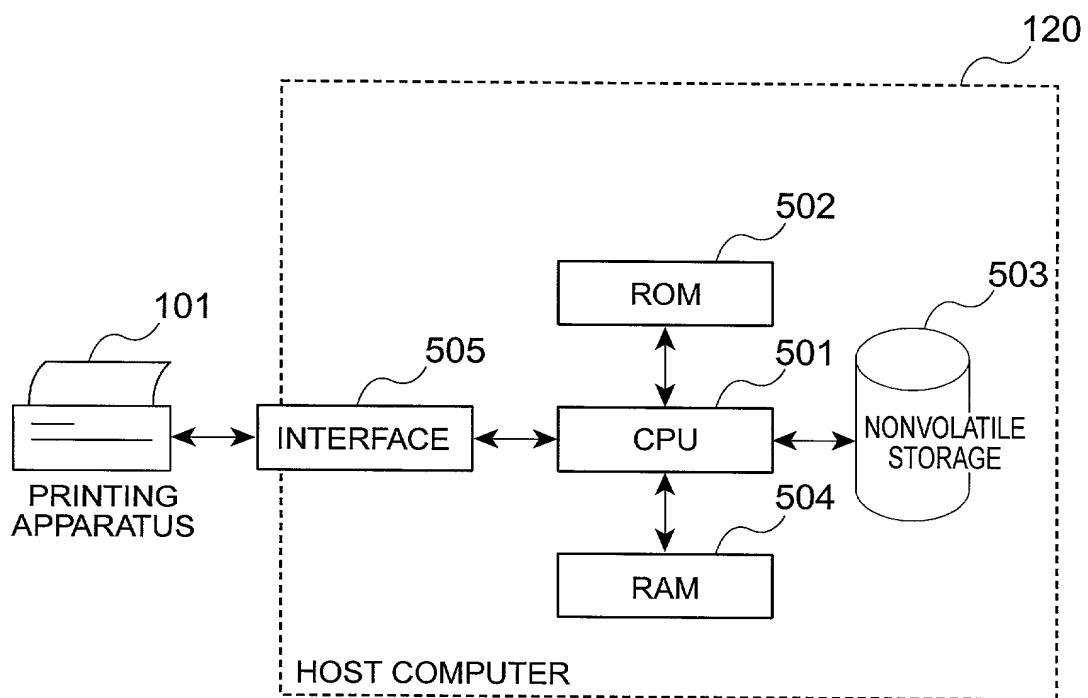 120
502
ROM
503
101
505
501
INTERFACE
CPU
NONVOLATILE
STORAGE
PRINTING
APPARATUS
504
RAM
HOST COMPUTER